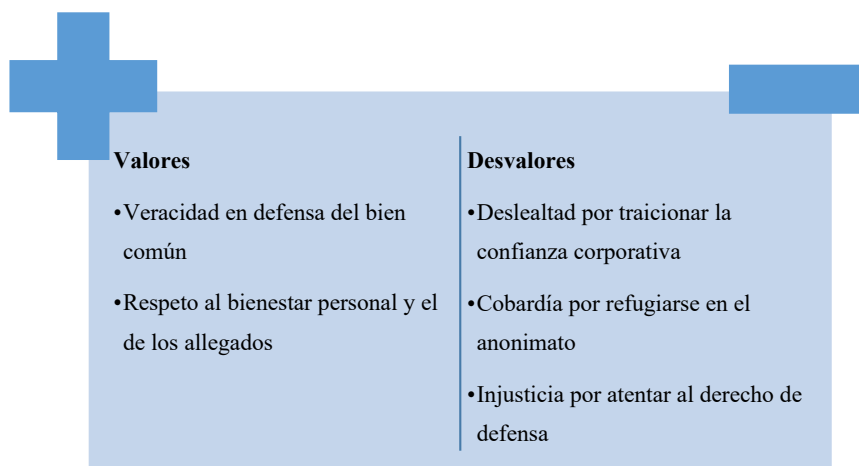 Valores
•Veracidad en defensa del bien
común
•Respeto al bienestar personal y el
de los allegados
Desvalores
•Deslealtad por traicionar la
confianza corporativa
•Cobardía por refugiarse en el
anonimato
•Injusticia por atentar al derecho de
defensa